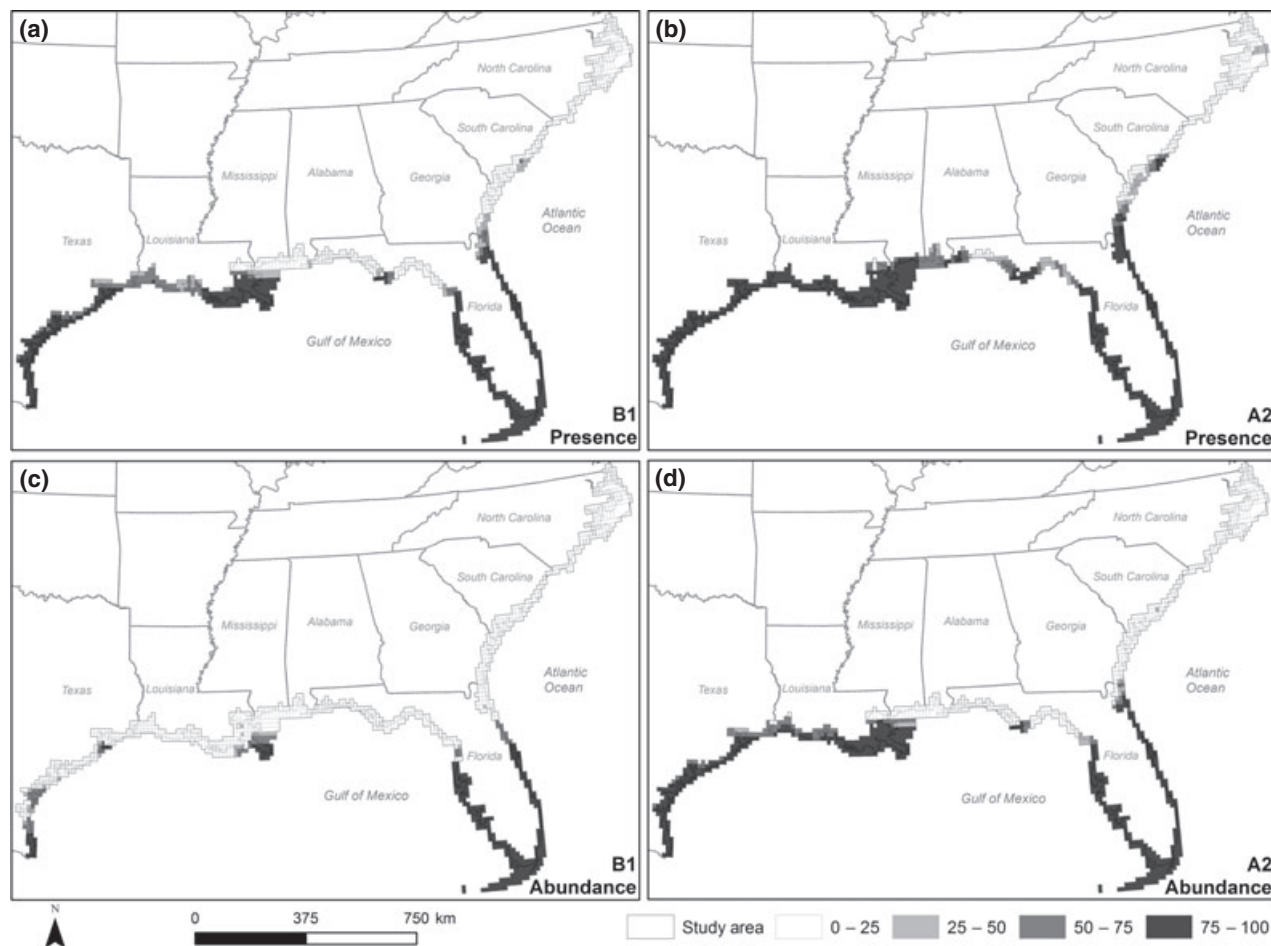 (a)
North Carolina
South Carolina
Mississippi
Alabama
Georgia
Atlantic
Ocean
Texas
Louisiana
Florida
Gulf of Mexico
B1
Presence
(b)
North Carolina
South Carolina
Mississippi
Alabama
Georgia
Atlantic
Ocean
Texas
Louisiana
Florida
Gulf of Mexico
A2
Presence
(c)
North Carolina
South Carolina
Mississippi
Alabama
Georgia
Atlantic
Ocean
Texas
Louisiana
Florida
Gulf of Mexico
B1
Abundance
(d)
North Carolina
South Carolina
Mississippi
Alabama
Georgia
Atlantic
Ocean
Texas
Louisiana
Florida
Gulf of Mexico
A2
Abundance
N
0 375 750 km
Study area 0 – 25 25 – 50 50 – 75 75 – 100